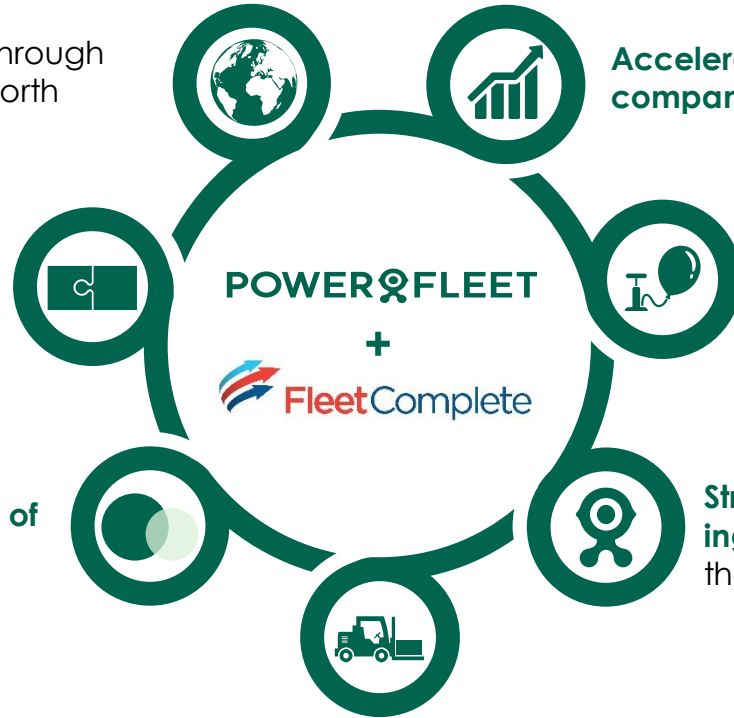 hrough
orth
Acceler
compar
POWERFLEET
+
FleetComplete
of
Str
ing
th